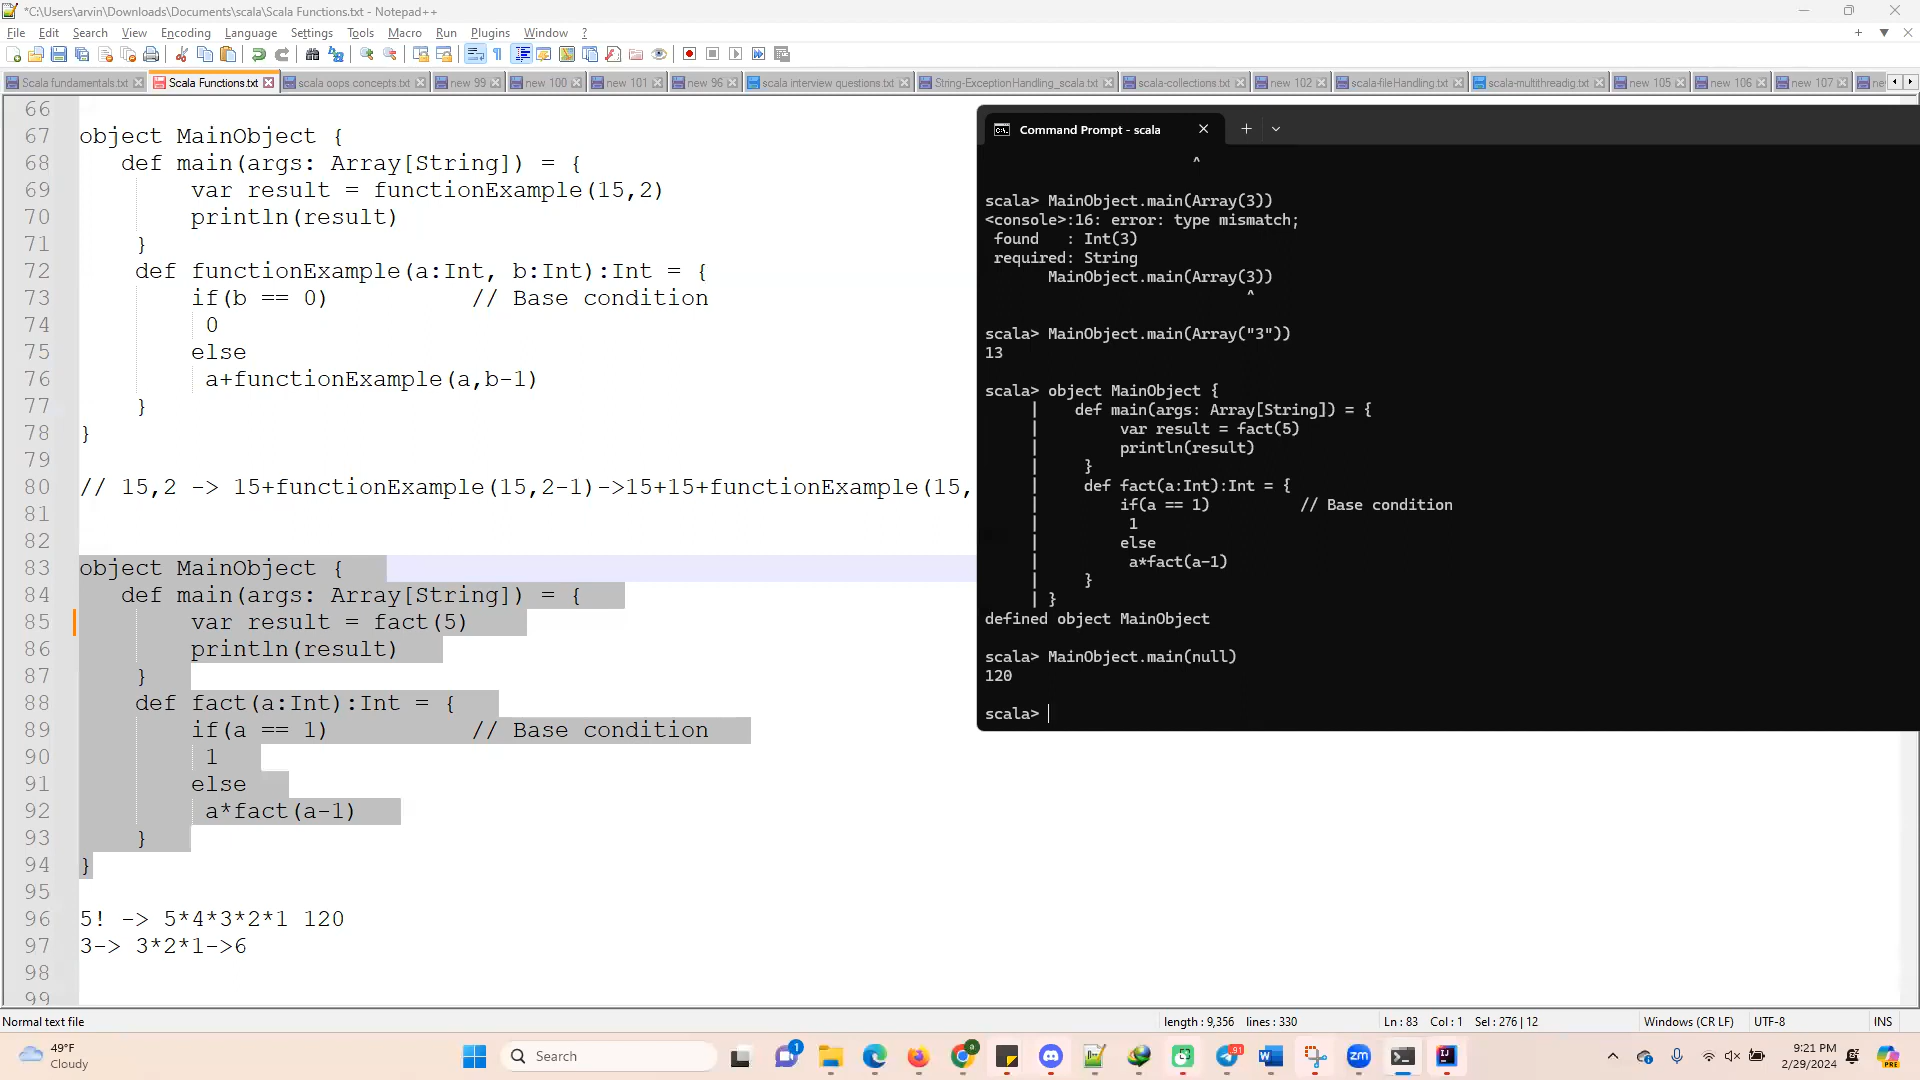 *C:\Users\arvin\Downloads\Documents\scala\Scala Functions.txt - Notepad++
File Edit Search View Encoding Language Settings Tools Macro Run Plugins Window ?
Scala fundamentals.txt Scala Functions.txt scala oops concepts.txt new 99 new 100 new 101 new 96 scala interview questions.txt String-ExceptionHandling_scala.txt scala-collections.txt new 102 scala-fileHandling.txt scala-multithreadig.txt new 105 new 106 new 107 ne
66
67 object MainObject {
68 def main(args: Array[String]) = {
69 var result = functionExample(15,2)
70 println(result)
71 }
72 def functionExample(a:Int, b:Int):Int = {
73 if(b == 0) // Base condition
74 0
75 else
76 a+functionExample(a,b-1)
77 }
78 }
79
80 // 15,2 -> 15+functionExample(15,2-1)->15+15+functionExample(15,
81
82
83 object MainObject {
84 def main(args: Array[String]) = {
85 var result = fact(5)
86 println(result)
87 }
88 def fact(a:Int):Int = {
89 if(a == 1) // Base condition
90 1
91 else
92 a*fact(a-1)
93 }
94 }
95
96 5! -> 5*4*3*2*1 120
97 3-> 3*2*1->6
98
99
Command Prompt - scala
^
scala> MainObject.main(Array(3))
<console>:16: error: type mismatch;
found : Int(3)
required: String
MainObject.main(Array(3))
^
scala> MainObject.main(Array("3"))
13
scala> object MainObject {
| def main(args: Array[String]) = {
| var result = fact(5)
| println(result)
| }
| def fact(a:Int):Int = {
| if(a == 1) // Base condition
| 1
| else
| a*fact(a-1)
| }
| }
defined object MainObject
scala> MainObject.main(null)
120
scala>
Normal text file length : 9,356 lines : 330 Ln : 83 Col : 1 Sel : 276 | 12 Windows (CR LF) UTF-8 INS
49°F
Cloudy
Search
1
91
9:21 PM
2/29/2024
PRE